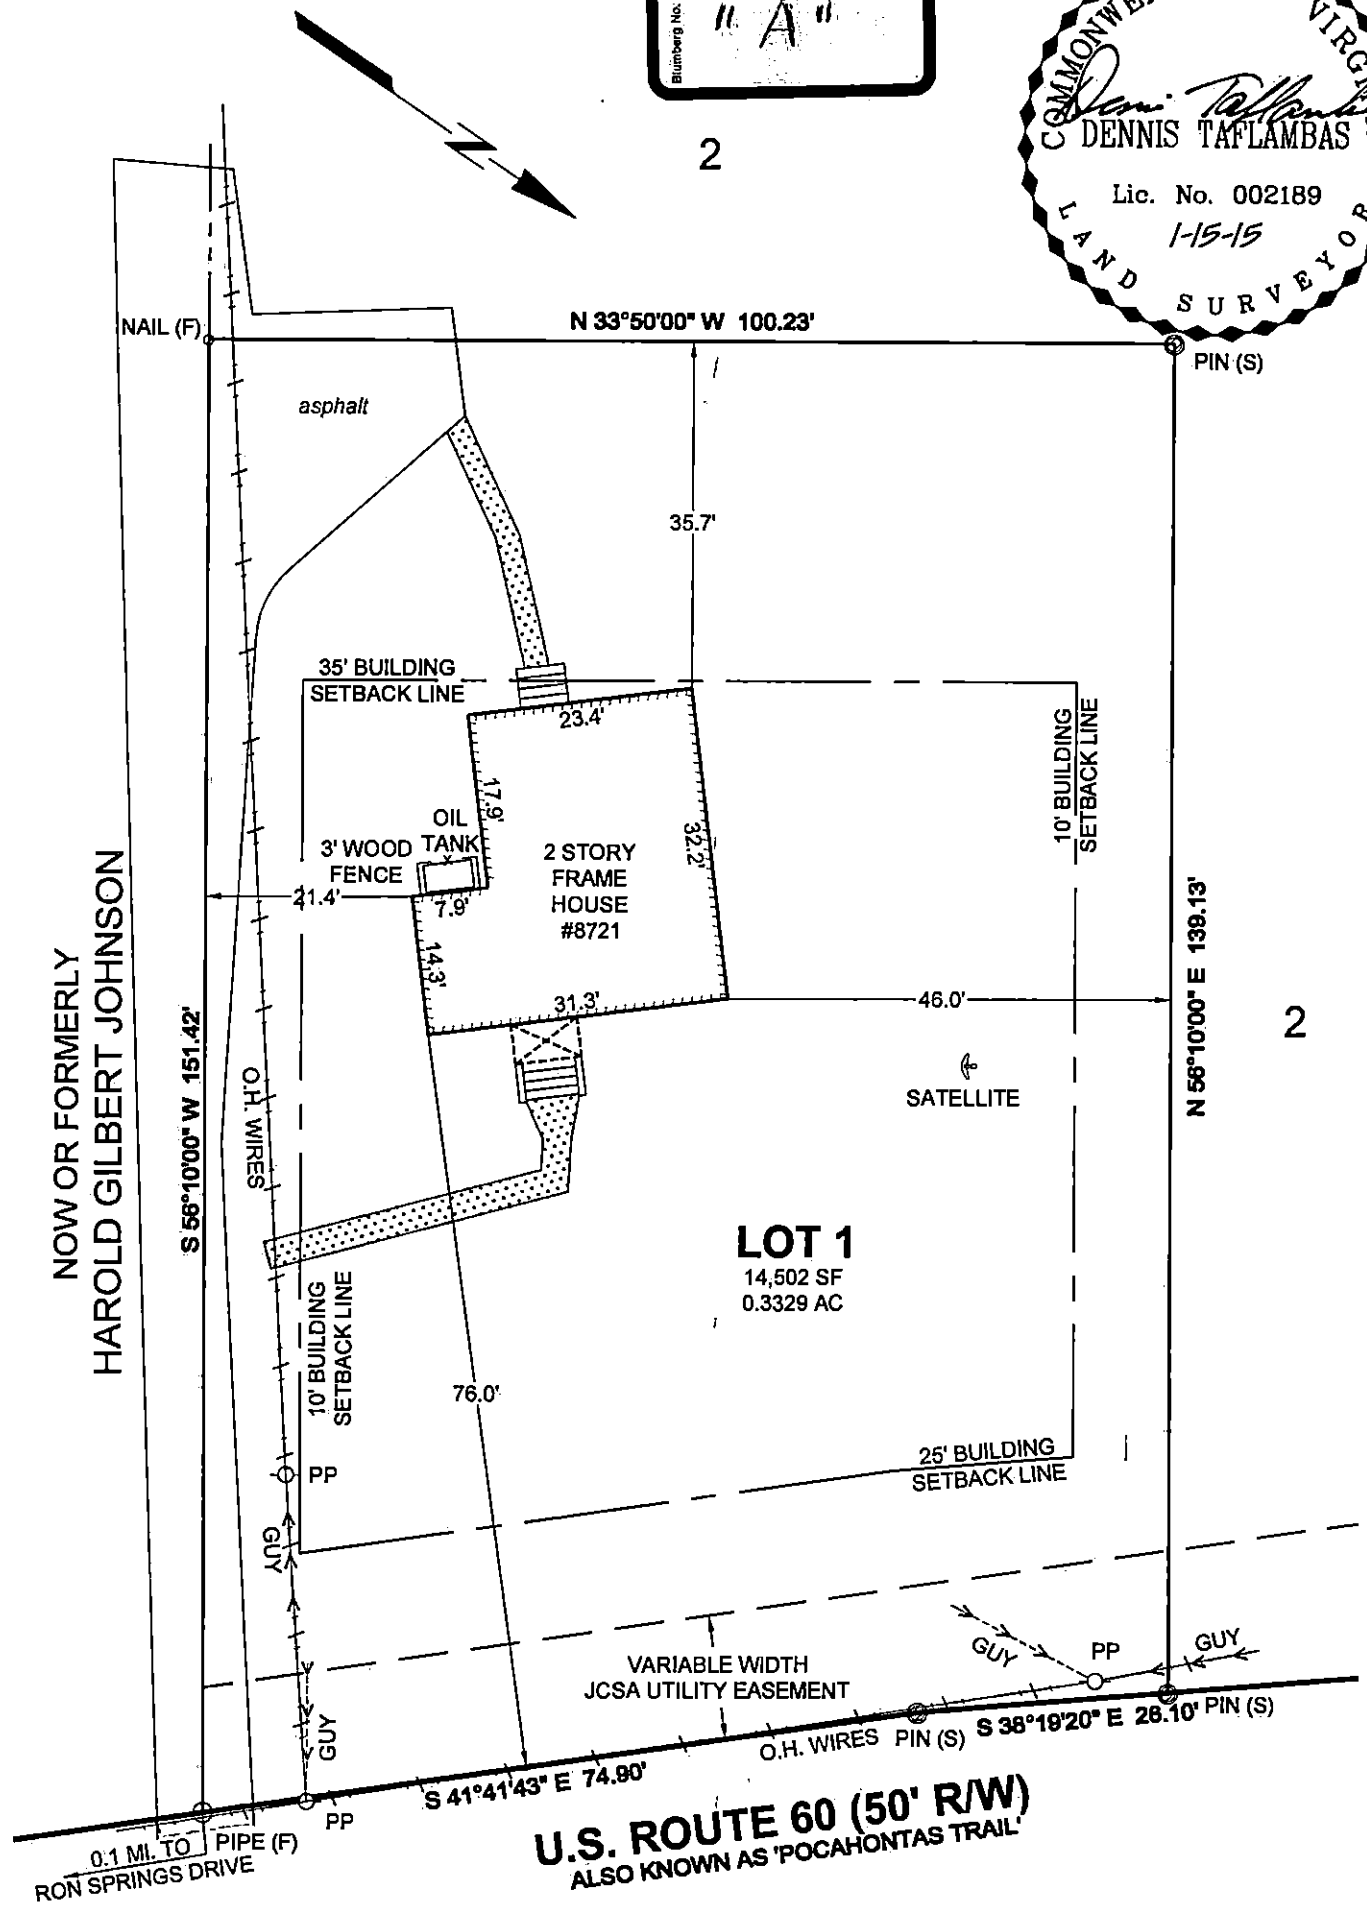 Blumberg No.
"A"
COMMONWE
VIRG
DENNIS TAFLAMBAS
Lic. No. 002189
1-15-15
LAND SURVEYOR
2
NAIL (F)
N 33°50'00" W 100.23'
PIN (S)
asphalt
35.7'
35' BUILDING
SETBACK LINE
23.4'
10' BUILDING
SETBACK LINE
17.9'
OIL
TANK
3' WOOD
FENCE
32.2'
2 STORY
FRAME
HOUSE
#8721
21.4'
7.9'
14.3'
31.3'
46.0'
N 56°10'00" E 139.13'
2
NOW OR FORMERLY
HAROLD GILBERT JOHNSON
S 56°10'00" W 151.42'
O.H. WIRES
SATELLITE
LOT 1
14,502 SF
0.3329 AC
10' BUILDING
SETBACK LINE
76.0'
25' BUILDING
SETBACK LINE
PP
GUY
VARIABLE WIDTH
JCSA UTILITY EASEMENT
GUY
PP
GUY
GUY
O.H. WIRES
PIN (S)
S 38°19'20" E 26.10'
PIN (S)
S 41°41'43" E 74.90'
PP
PIPE (F)
0.1 MI. TO
RON SPRINGS DRIVE
U.S. ROUTE 60 (50' R/W)
ALSO KNOWN AS 'POCAHONTAS TRAIL'